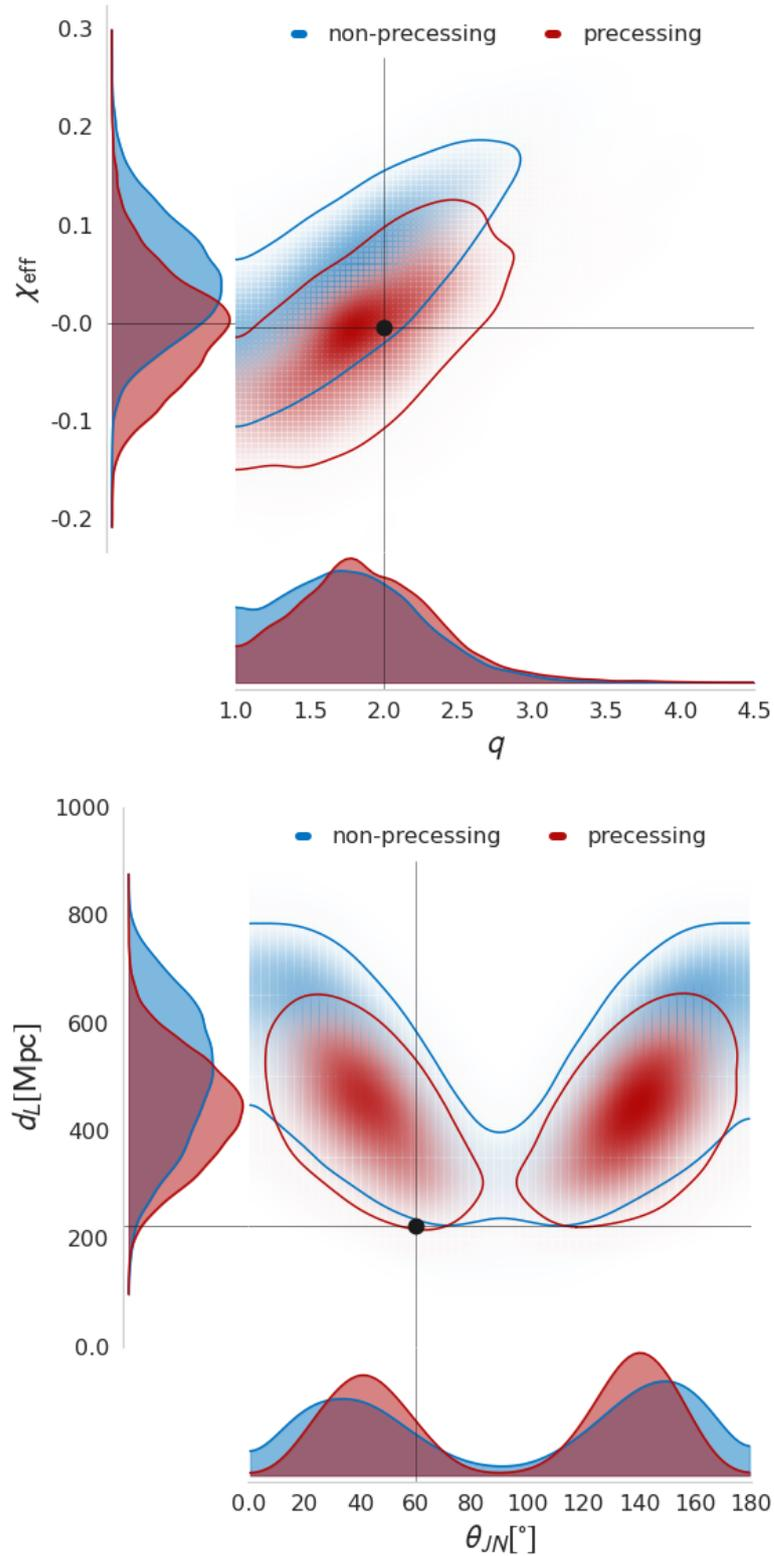 non-precessing precessing
0.3
0.2
0.1
-0.0
-0.1
-0.2
χeff
1.0 1.5 2.0 2.5 3.0 3.5 4.0 4.5
q
1000
non-precessing precessing
800
600
400
200
0.0
dL[Mpc]
0.0 20 40 60 80 100 120 140 160 180
θJN[°]